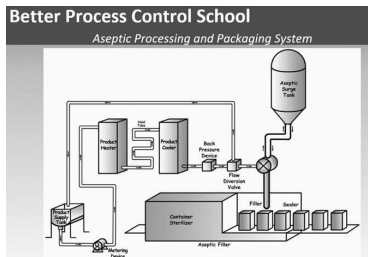 Better Process Control School
Aseptic Processing and Packaging System
Aseptic
Surge
Tank
Hold
Tube
Product
Heater
Product
Cooler
Back
Pressure
Device
Flow
Diversion
Valve
Filler
Sealer
Product
Supply
Tank
Container
Steriliser
Metering
Device
Aseptic Filler